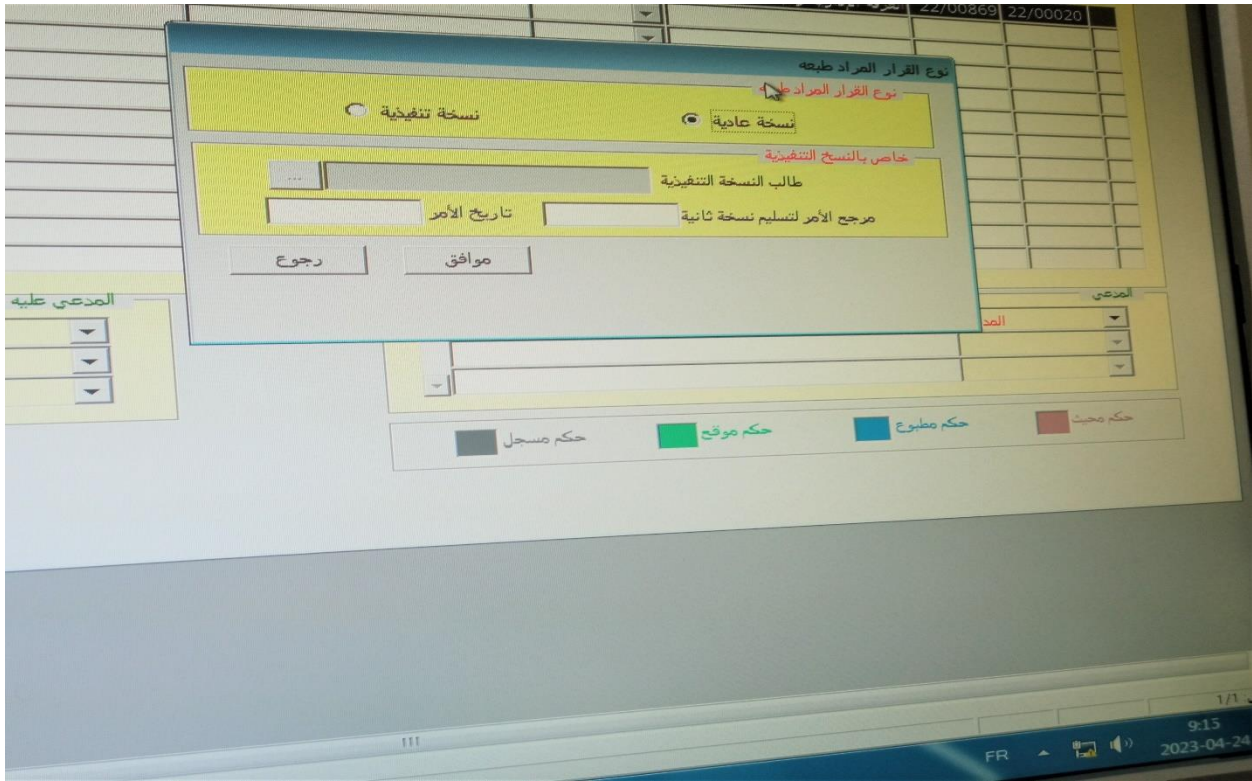 22/00869 22/00020
نوع القرار المراد طبعه
نوع القرار المراد
نسخة عادية نسخة تنفيذية
خاص بالنسخ التنفيذية
طالب النسخة التنفيذية ...
مرجع الأمر لتسليم نسخة ثانية تاريخ الأمر
موافق رجوع
المدعي المدعى عليه
المد
حكم محيث حكم مطبوع حكم موقع حكم مسجل
1/1
FR 9:15
2023-04-24